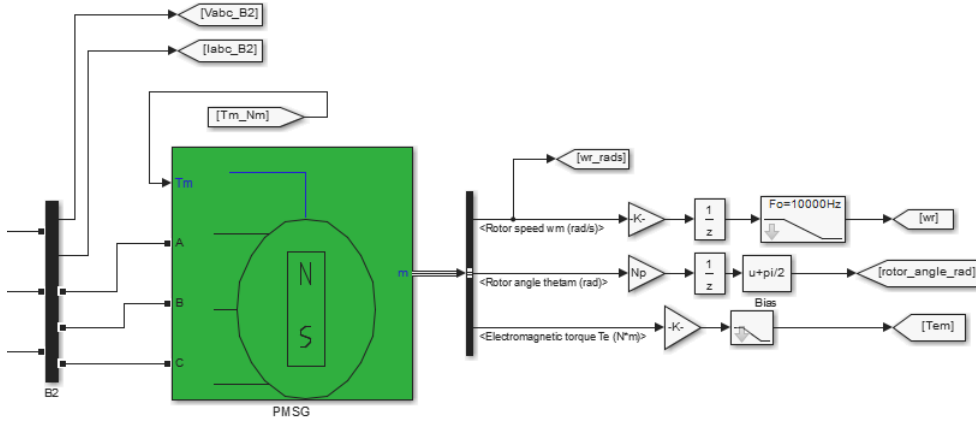 [Vabc_B2]
[Iabc_B2]
[Tm_Nm]
[wr_rads]
Tm
Fo=10000Hz
-K-
1
z
[wr]
<Rotor speed wm (rad/s)>
A
N
m
Np
1
z
u+pi/2
[rotor_angle_rad]
<Rotor angle thetam (rad)>
Bias
B
S
-K-
[Tem]
<Electromagnetic torque Te (N*m)>
C
B2
PMSG